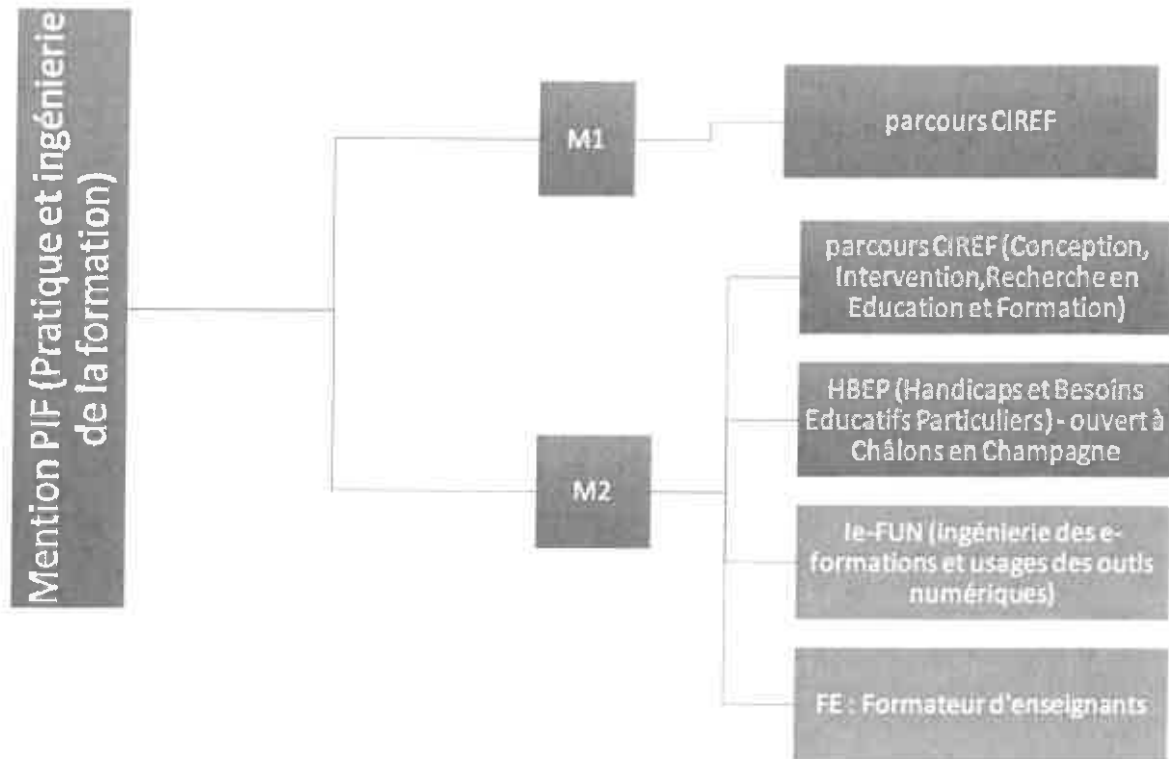 Mention PIF (Pratique et ingénierie
de la formation)
M1
parcours CIREF
M2
parcours CIREF (Conception,
Intervention, Recherche en
Education et Formation)
HBEP (Handicaps et Besoins
Educatifs Particuliers) - ouvert à
Châlons en Champagne
Ie-FUN (ingénierie des e-
formations et usages des outls
numériques)
FE : Formateur d'enseignants